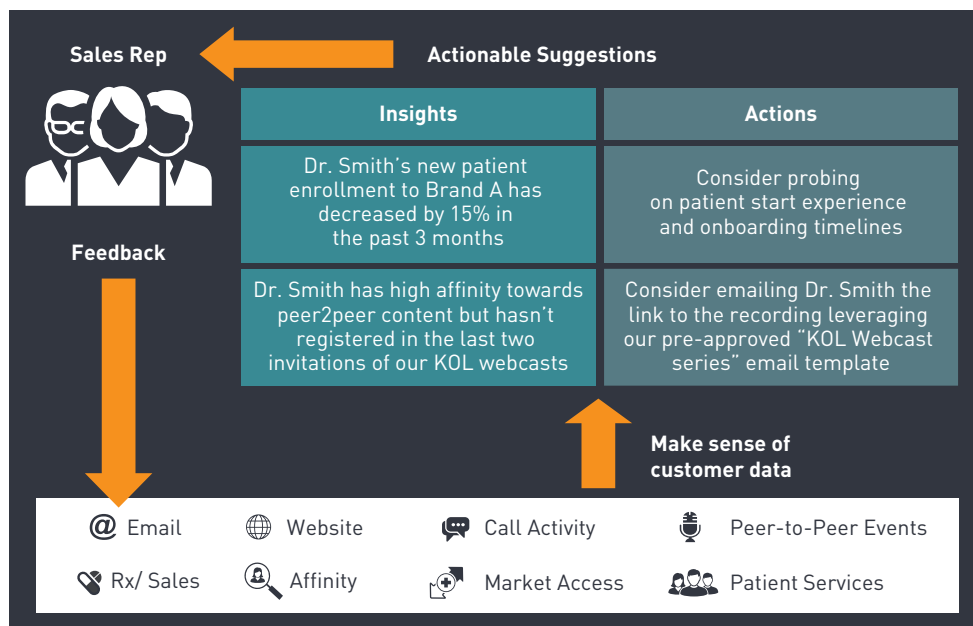 Sales Rep
Actionable Suggestions
Insights
Actions
Dr. Smith's new patient
enrollment to Brand A has
decreased by 15% in
the past 3 months
Consider probing
on patient start experience
and onboarding timelines
Feedback
Dr. Smith has high affinity towards
peer2peer content but hasn't
registered in the last two
invitations of our KOL webcasts
Consider emailing Dr. Smith the
link to the recording leveraging
our pre-approved “KOL Webcast
series” email template
Make sense of
customer data
@ Email
Website
Call Activity
Peer-to-Peer Events
Rx/ Sales
Affinity
Market Access
Patient Services